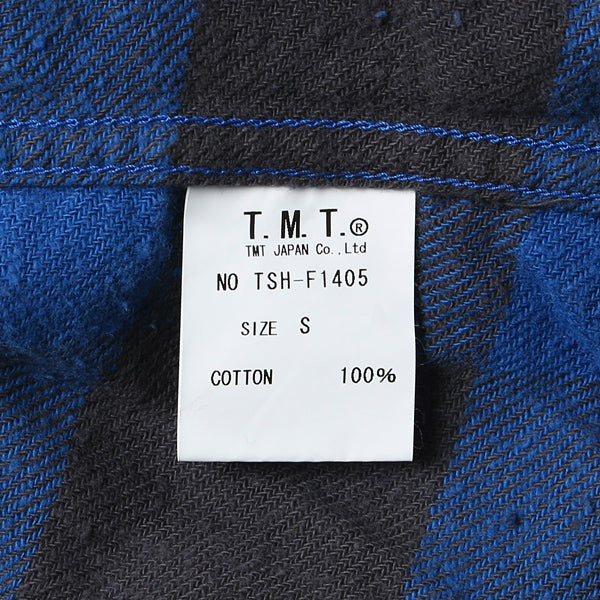 T. M. T.®
TMT JAPAN Co.,Ltd
NO TSH-F1405
SIZE S
COTTON 100%